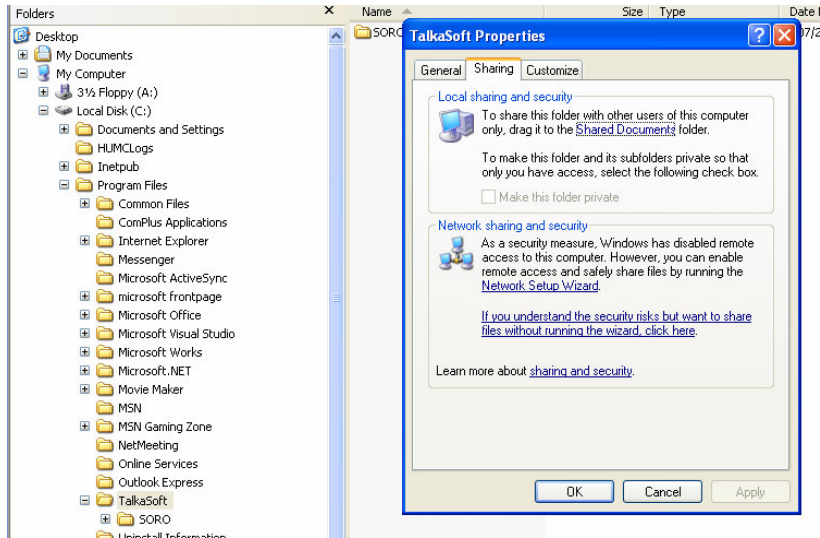 Folders
×
Name
Size
Type
Date
Desktop
My Documents
My Computer
3½ Floppy (A:)
Local Disk (C:)
Documents and Settings
HUMCLogs
Inetpub
Program Files
Common Files
ComPlus Applications
Internet Explorer
Messenger
Microsoft ActiveSync
microsoft frontpage
Microsoft Office
Microsoft Visual Studio
Microsoft Works
Microsoft.NET
Movie Maker
MSN
MSN Gaming Zone
NetMeeting
Online Services
Outlook Express
TalkaSoft
SORO
Uninstall Information
SORO
TalkaSoft Properties
General
Sharing
Customize
Local sharing and security
To share this folder with other users of this computer
only, drag it to the Shared Documents folder.
To make this folder and its subfolders private so that
only you have access, select the following check box.
Make this folder private
Network sharing and security
As a security measure, Windows has disabled remote
access to this computer. However, you can enable
remote access and safely share files by running the
Network Setup Wizard.
If you understand the security risks but want to share
files without running the wizard, click here.
Learn more about sharing and security.
OK
Cancel
Apply